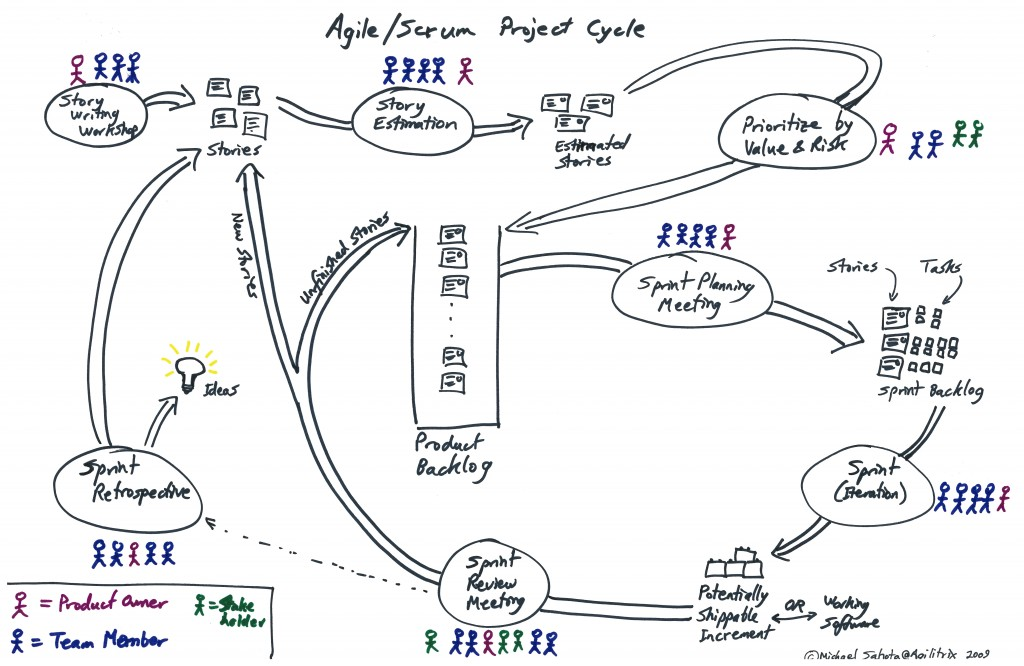 Agile/Scrum Project Cycle
Story
Writing
Workshop
Stories
Story
Estimation
Estimated
Stories
Prioritize by
Value & Risk
New Stories
Unfinished Stories
Product
Backlog
Sprint Planning
Meeting
Stories
Tasks
Sprint Backlog
Sprint
(Iteration)
Potentially
Shippable
Increment
OR
Working
Software
Sprint
Review
Meeting
Sprint
Retrospective
Ideas
= Product Owner
= Stake
holder
= Team Member
©Michael Sahota@Agilitrix 2009